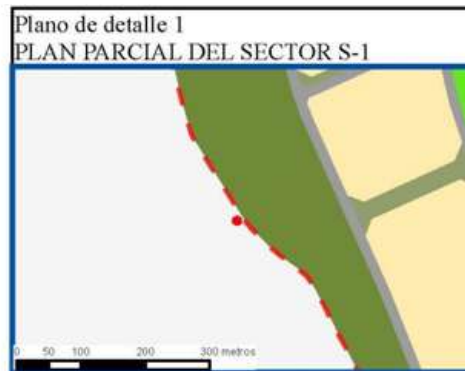 Plano de detalle 1
PLAN PARCIAL DEL SECTOR S-1
0 50 100 200 300 metros